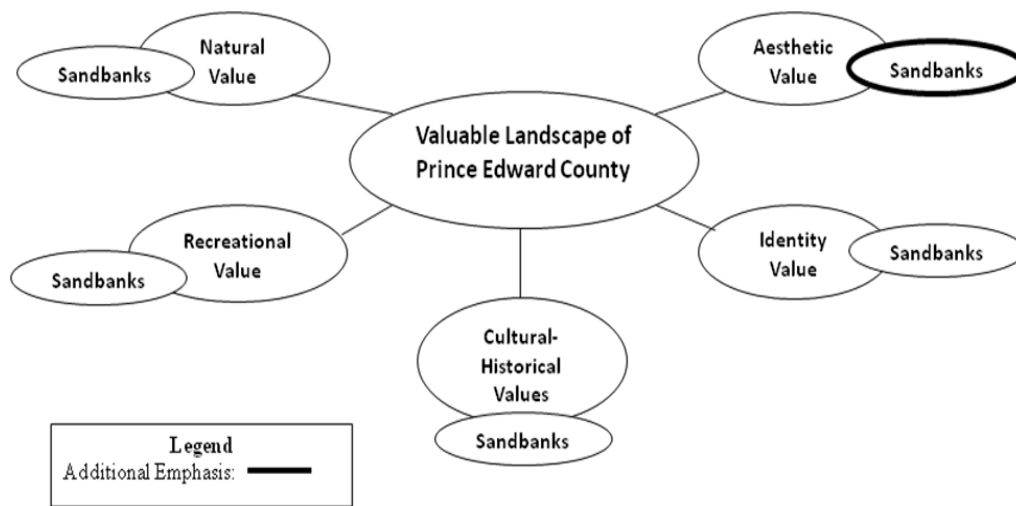 Natural
Value
Sandbanks
Aesthetic
Value
Sandbanks
Valuable Landscape of
Prince Edward County
Recreational
Value
Sandbanks
Identity
Value
Sandbanks
Cultural-
Historical
Values
Sandbanks
Legend
Additional Emphasis: